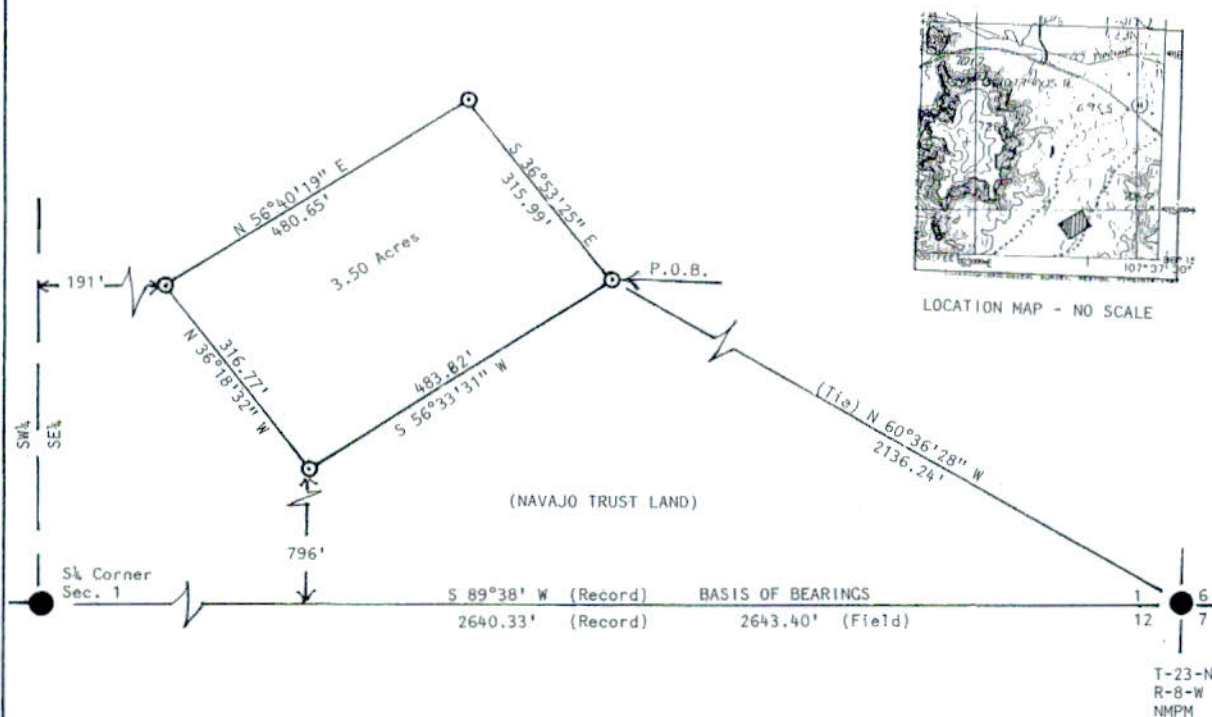 LOCATION MAP - NO SCALE
N 56°40'19" E
480.65'
S 36°53'25" E
315.99'
3.50 Acres
191'
P.O.B.
316.77'
N 36°18'32" W
483.82'
S 56°33'31" W
(Tie) N 60°36'28" W
2136.24'
SW¼
SE¼
(NAVAJO TRUST LAND)
796'
S¼ Corner
Sec. 1
S 89°38' W (Record) BASIS OF BEARINGS
2640.33' (Record) 2643.40' (Field)
1 6
12 7
T-23-N
R-8-W
NMPM
107°37'30"